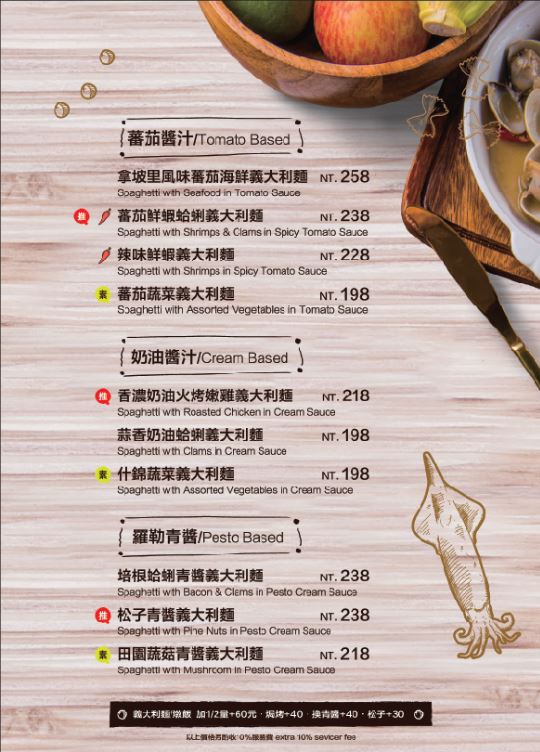 蕃茄醬汁/Tomato Based
拿坡里風味蕃茄海鮮義大利麵 NT. 258
Spaghetti with Seafood in Tomato Sauce
推 蕃茄鮮蝦蛤蜊義大利麵 NT. 238
Spaghetti with Shrimps & Clams in Spicy Tomato Sauce
辣味鮮蝦義大利麵 NT. 228
Spaghetti with Shrimps in Spicy Tomato Sauce
素 蕃茄蔬菜義大利麵 NT. 198
Spaghetti with Assorted Vegetables in Tomato Sauce
奶油醬汁/Cream Based
推 香濃奶油火烤嫩雞義大利麵 NT. 218
Spaghetti with Roasted Chicken in Cream Sauce
蒜香奶油蛤蜊義大利麵 NT. 198
Spaghetti with Clams in Cream Sauce
素 什錦蔬菜義大利麵 NT. 198
Spaghetti with Assorted Vegetables in Cream Sauce
羅勒青醬/Pesto Based
培根蛤蜊青醬義大利麵 NT. 238
Spaghetti with Bacon & Clams in Pesto Cream Sauce
推 松子青醬義大利麵 NT. 238
Spaghetti with Pine Nuts in Pesto Cream Sauce
素 田園蔬菇青醬義大利麵 NT. 218
Spaghetti with Mushroom in Pesto Cream Sauce
義大利麵/燉飯 加1/2量+60元 · 焗烤+40 · 換青醬+40 · 松子+30
以上價格另酌收10%服務費 extra 10% sevicer fee